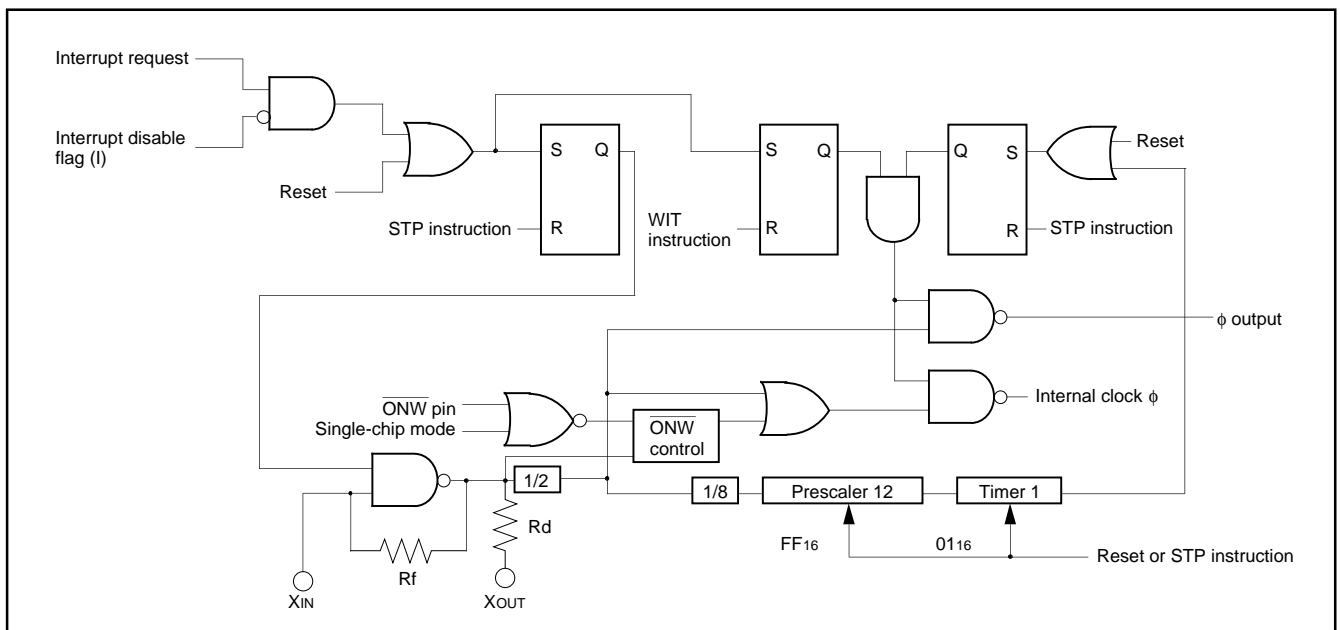 Interrupt request
Interrupt disable
flag (I)
Reset
S Q
R
STP instruction
S Q
R
WIT
instruction
Q S
R
Reset
STP instruction
ϕ output
Internal clock ϕ
ONW pin
Single-chip mode
ONW
control
1/2
1/8
Prescaler 12
Timer 1
Rd
Rf
FF16
0116
Reset or STP instruction
XIN
XOUT